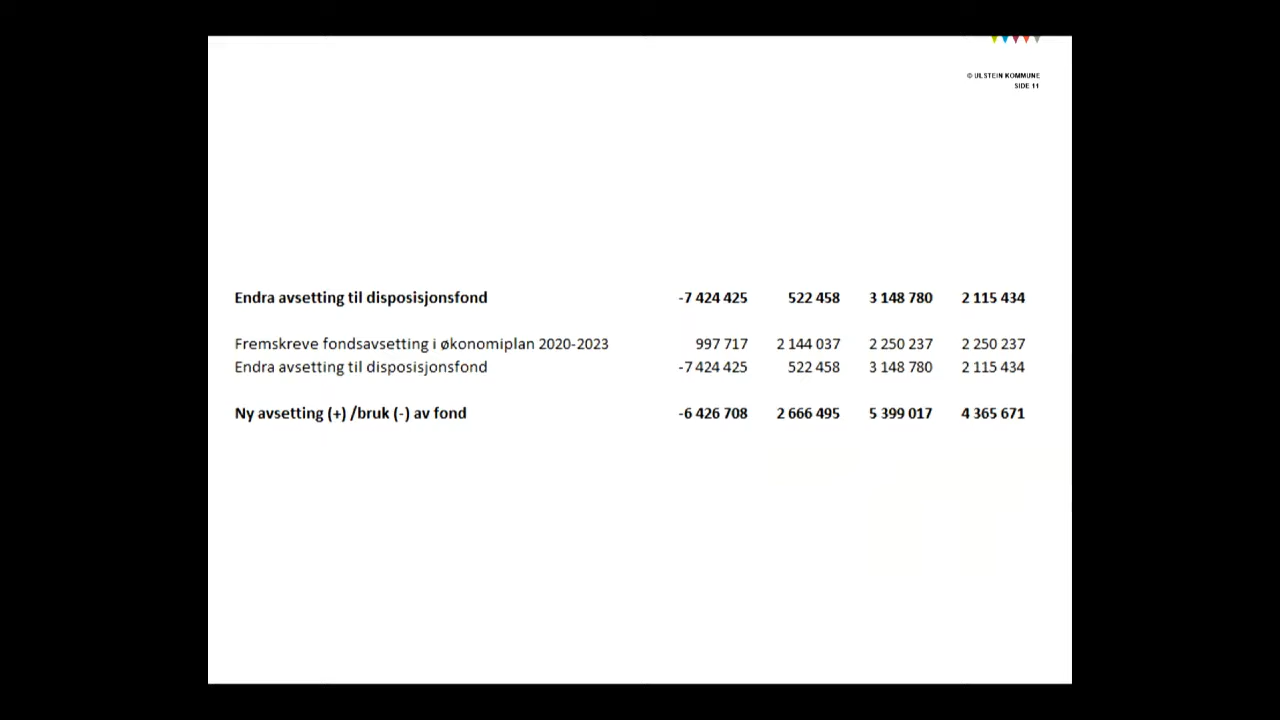 © ULSTEIN KOMMUNE
SIDE 11
Endra avsetting til disposisjonsfond -7 424 425 522 458 3 148 780 2 115 434
Fremskreve fondsavsetting i økonomiplan 2020-2023 997 717 2 144 037 2 250 237 2 250 237
Endra avsetting til disposisjonsfond -7 424 425 522 458 3 148 780 2 115 434
Ny avsetting (+) /bruk (-) av fond -6 426 708 2 666 495 5 399 017 4 365 671